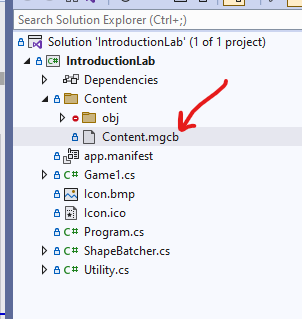 Search Solution Explorer (Ctrl+;)
Solution 'IntroductionLab' (1 of 1 project)
C# IntroductionLab
Dependencies
Content
obj
Content.mgcb
app.manifest
C# Game1.cs
Icon.bmp
Icon.ico
C# Program.cs
C# ShapeBatcher.cs
C# Utility.cs